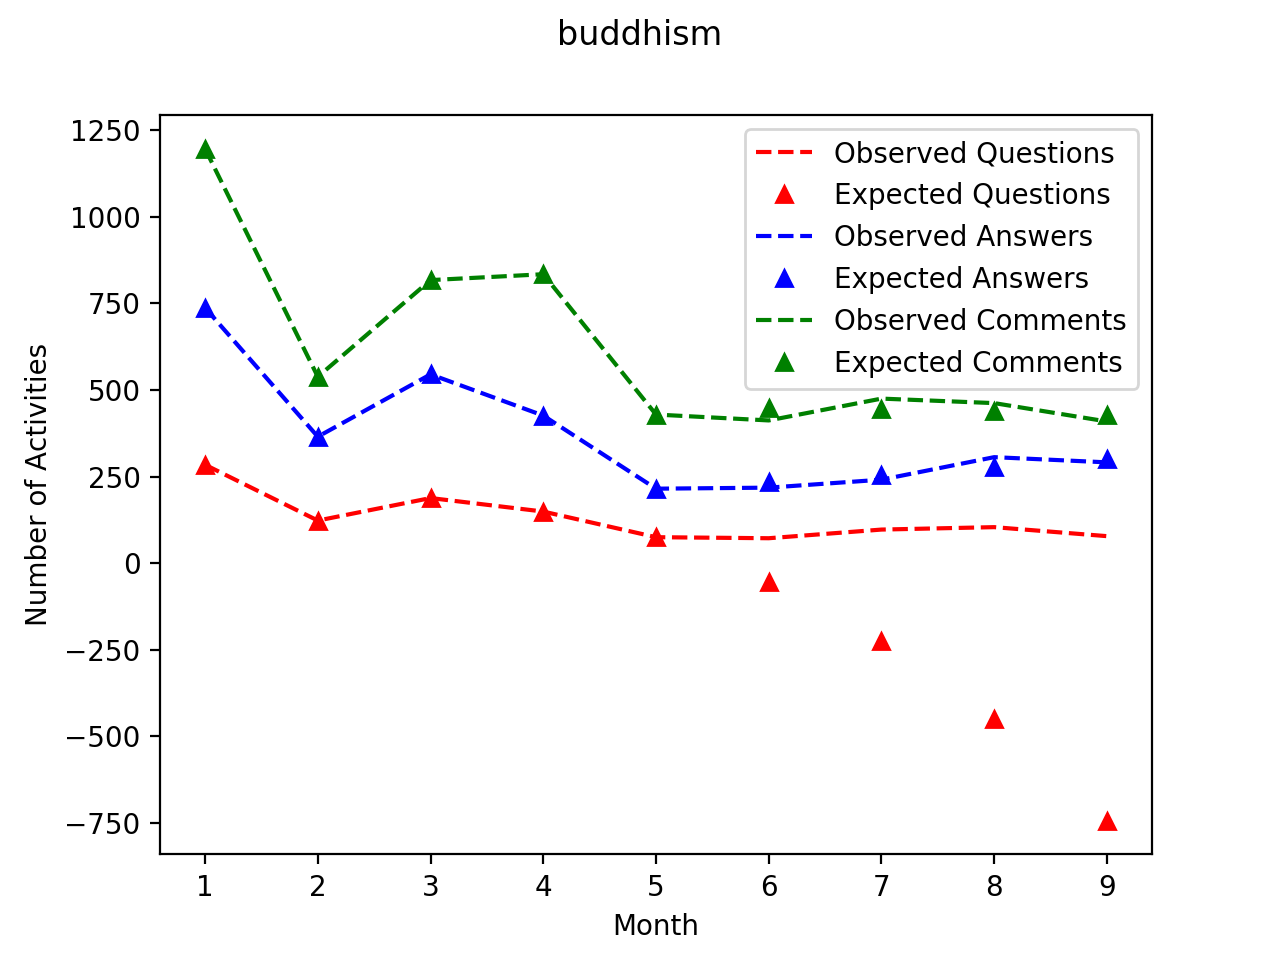 buddhism
1250
1000
750
500
250
0
−250
−500
−750
Number of Activities
Observed Questions
Expected Questions
Observed Answers
Expected Answers
Observed Comments
Expected Comments
1 2 3 4 5 6 7 8 9
Month